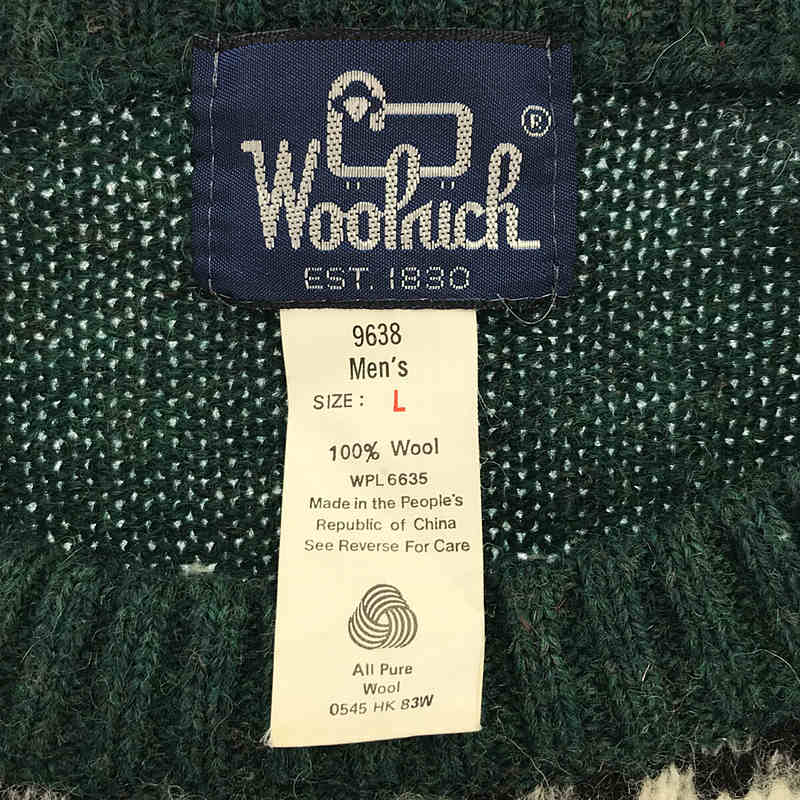 Woolrich®
EST. 1830
9638
Men's
SIZE: L
100% Wool
WPL 6635
Made in the People's
Republic of China
See Reverse For Care
All Pure
Wool
0545 HK 83W